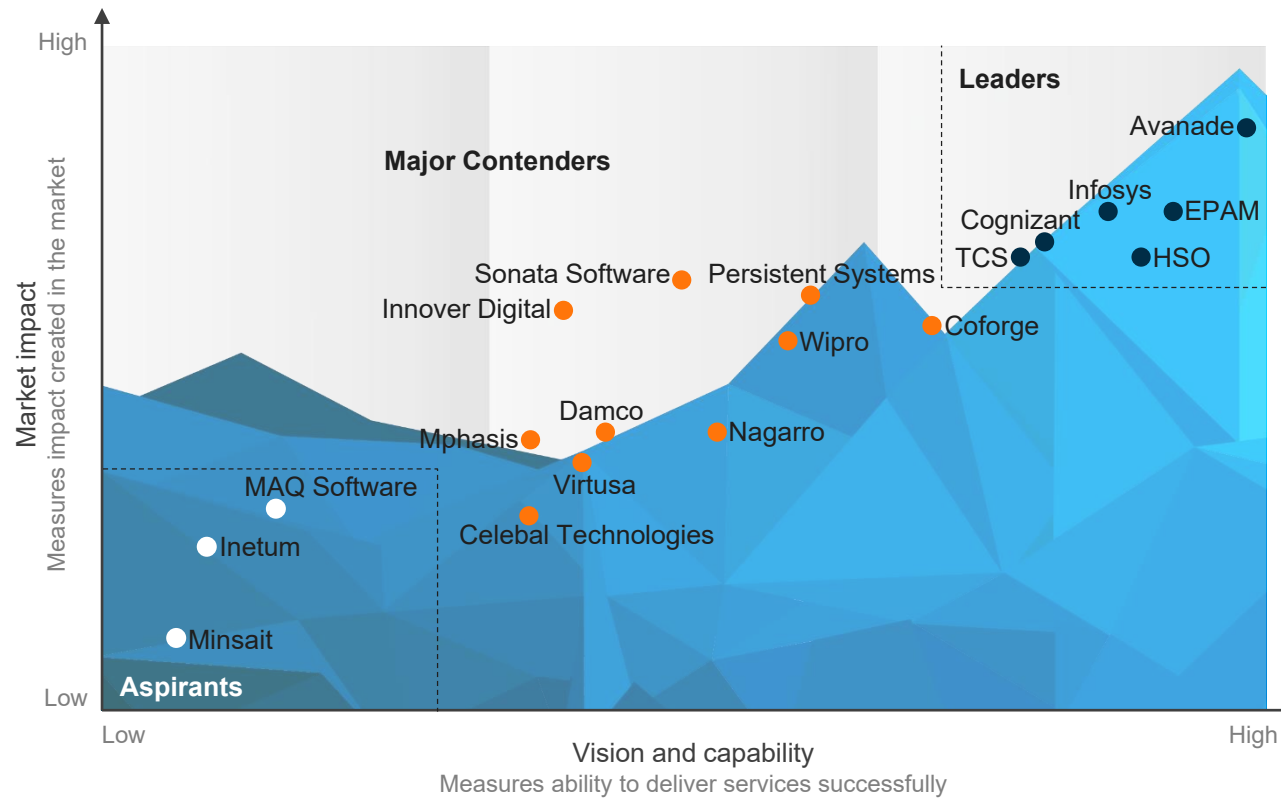 High
Leaders
Avanade
Major Contenders
Infosys
EPAM
Cognizant
TCS
HSO
Sonata Software
Persistent Systems
Innover Digital
Coforge
Wipro
Damco
Mphasis
Nagarro
Virtusa
MAQ Software
Celebal Technologies
Inetum
Minsait
Aspirants
Low
Market impact
Measures impact created in the market
Low
High
Vision and capability
Measures ability to deliver services successfully